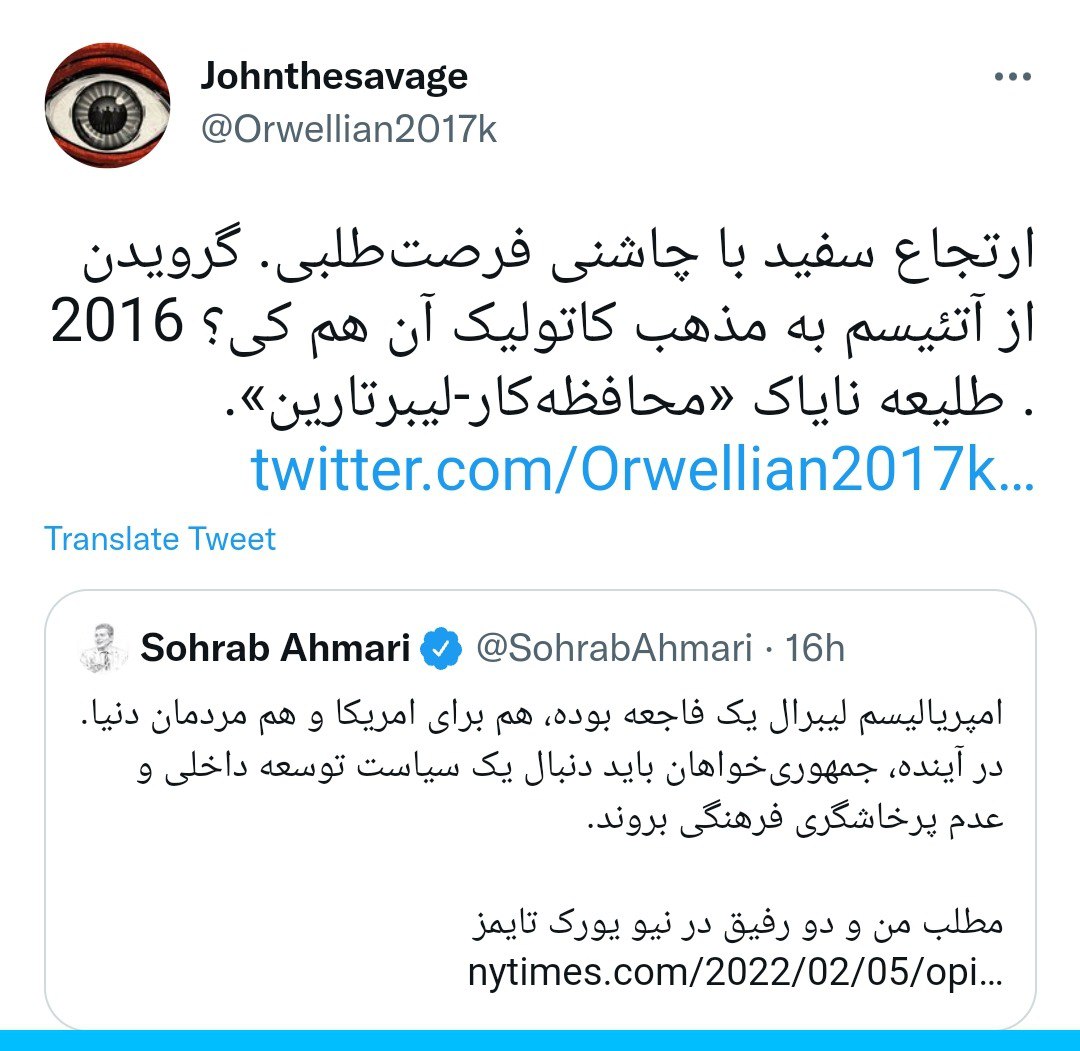 Johnthesavage
@Orwellian2017k
ارتجاع سفید با چاشنی فرصت‌طلبی. گرویدن
از آتئیسم به مذهب کاتولیک آن هم کی؟ 2016
. طلیعه نایاک «محافظه‌کار-لیبرتارین».
twitter.com/Orwellian2017k…
Translate Tweet
Sohrab Ahmari @SohrabAhmari · 16h
امپریالیسم لیبرال یک فاجعه بوده، هم برای امریکا و هم مردمان دنیا.
در آینده، جمهوری‌خواهان باید دنبال یک سیاست توسعه داخلی و
عدم پرخاشگری فرهنگی بروند.
مطلب من و دو رفیق در نیو یورک تایمز
nytimes.com/2022/02/05/opi…